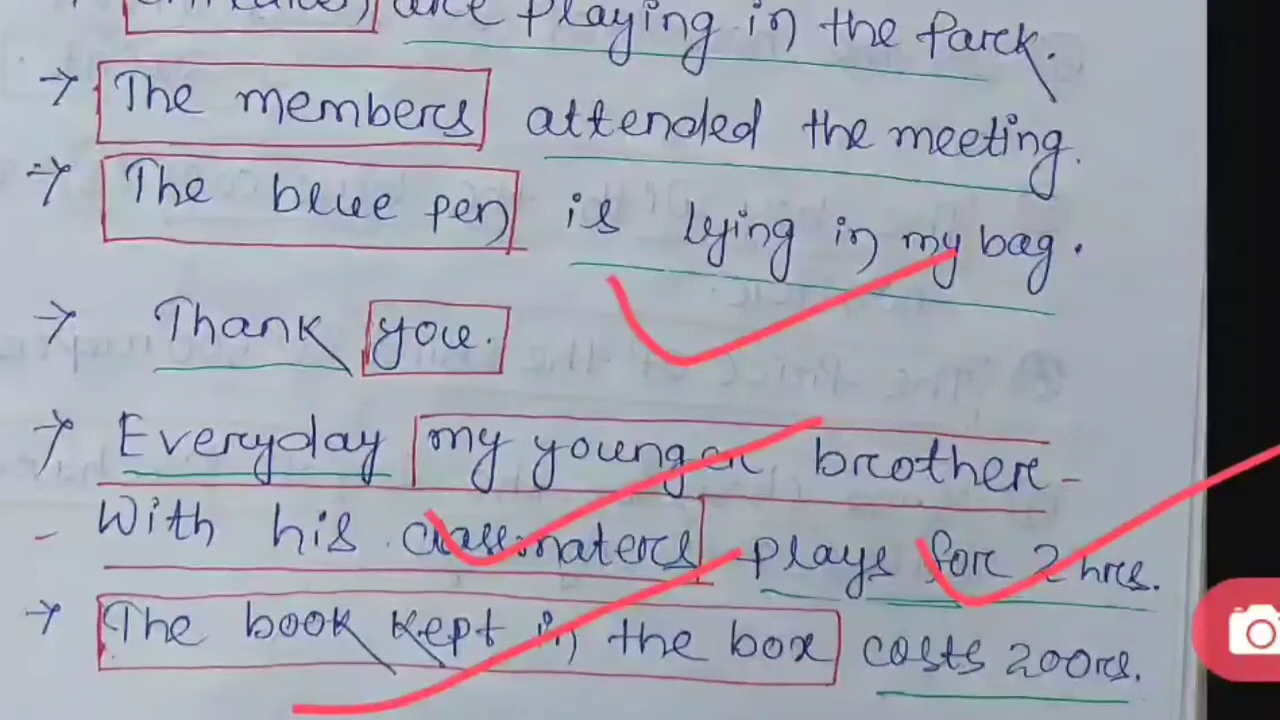 are playing in the park.
→ The members attended the meeting.
→ The blue pen is lying in my bag.
→ Thank you.
→ Everyday my younger brother -
- With his classmaters plays for 2 hrs.
→ The book kept in the box costs 200rs.